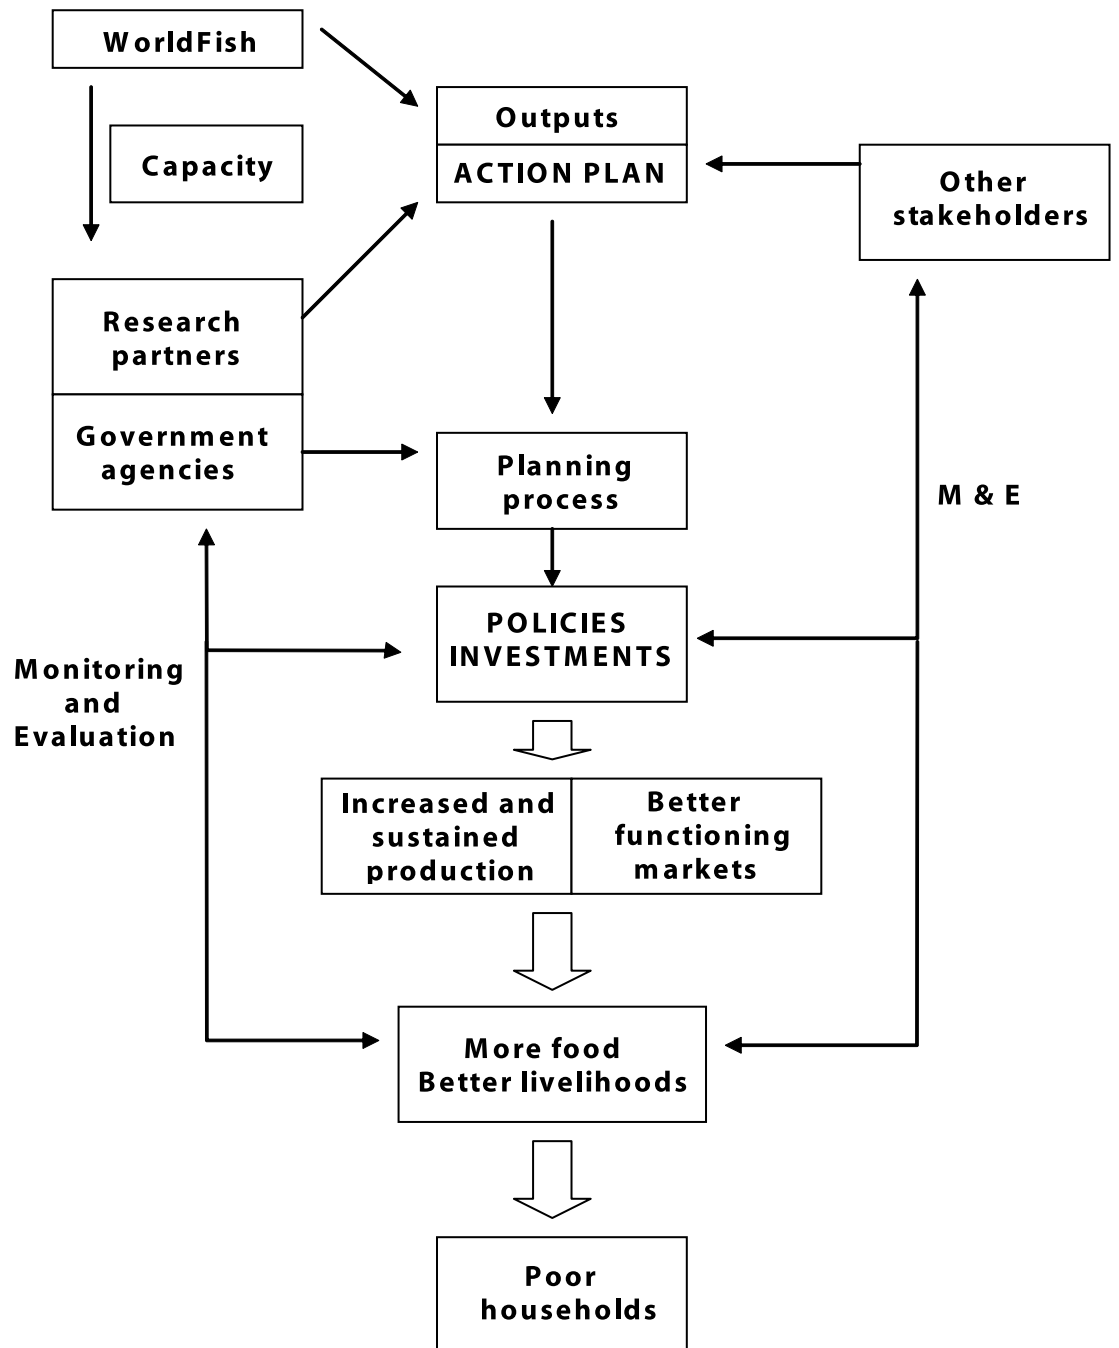 WorldFish
Outputs
Capacity
ACTION PLAN
Other
stakeholders
Research
partners
Government
agencies
Planning
process
M & E
POLICIES
INVESTMENTS
Monitoring
and
Evaluation
Increased and
sustained
production
Better
functioning
markets
More food
Better livelihoods
Poor
households